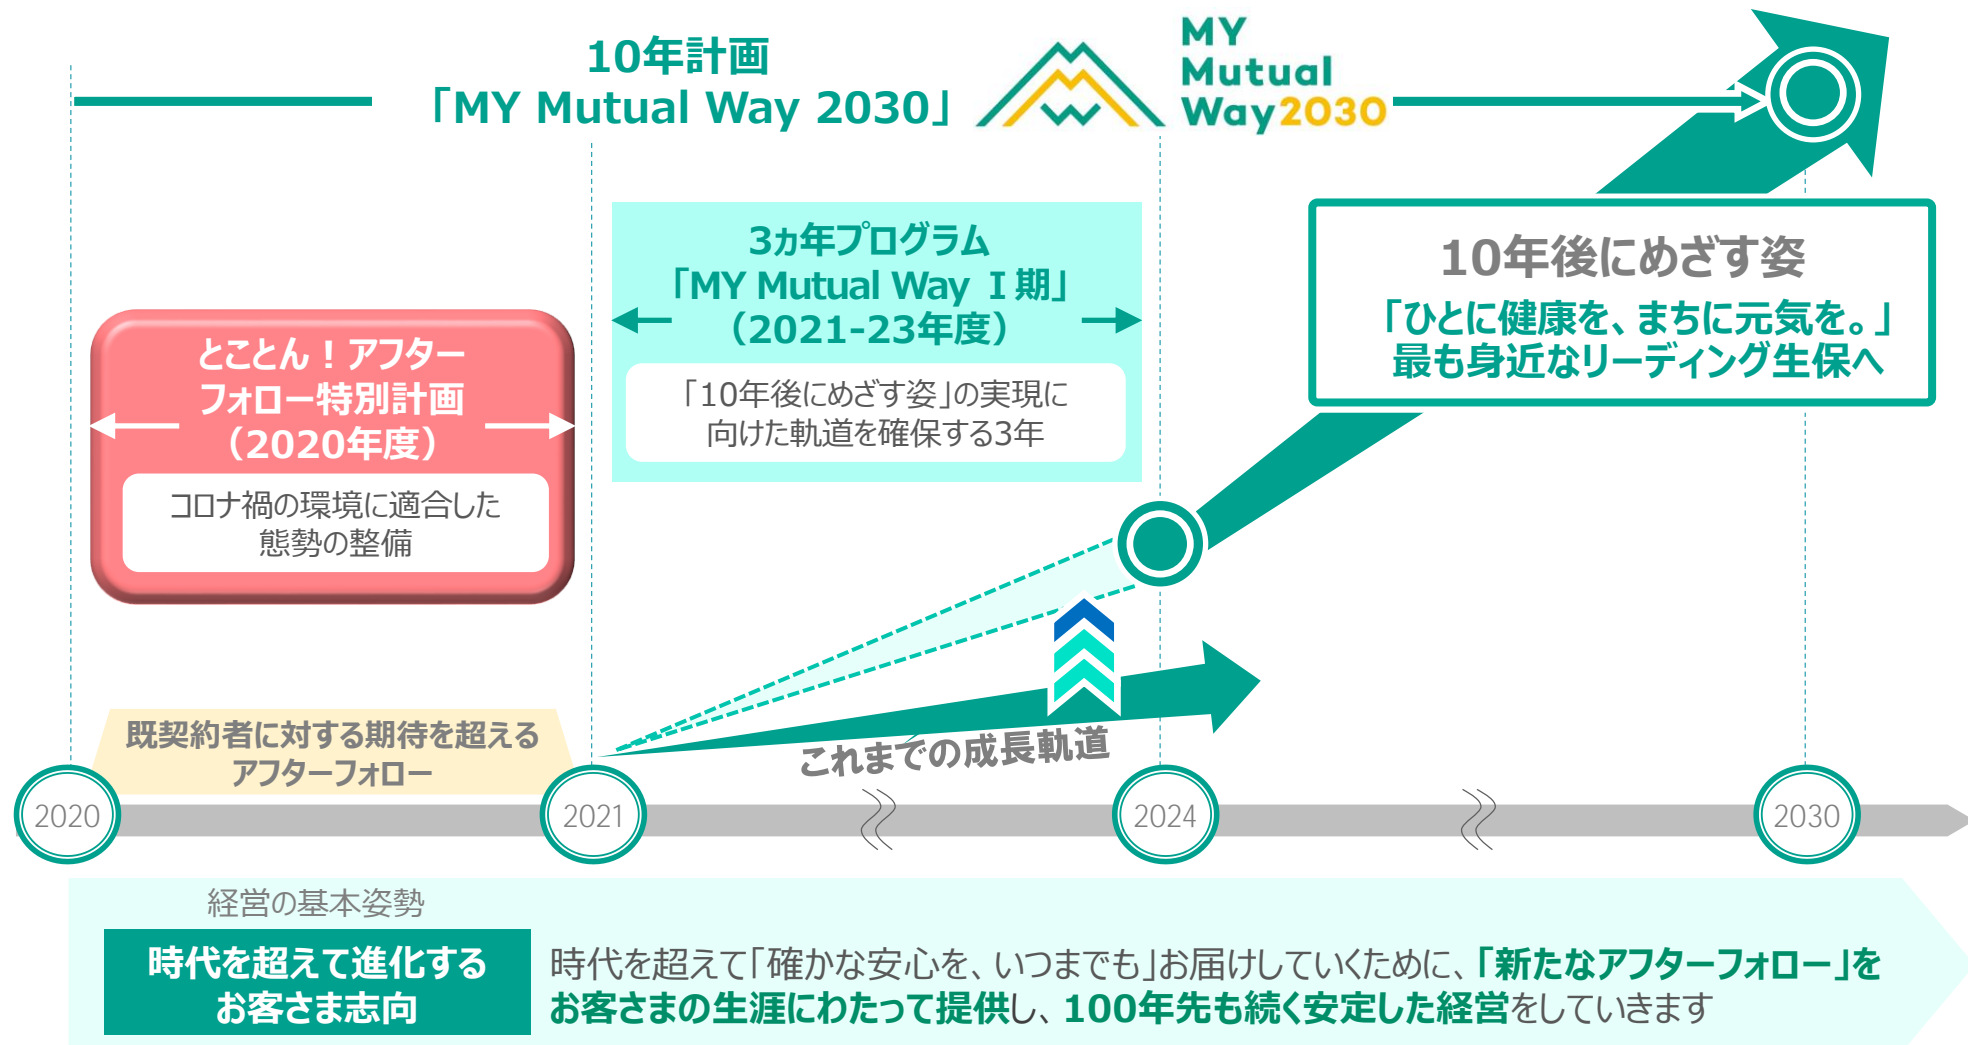 10年計画
「MY Mutual Way 2030」
MY
Mutual
Way2030
3ヵ年プログラム
「MY Mutual Way Ⅰ期」
（2021-23年度）
「10年後にめざす姿」の実現に
向けた軌道を確保する3年
10年後にめざす姿
「ひとに健康を、まちに元気を。」
最も身近なリーディング生保へ
とことん！アフター
フォロー特別計画
（2020年度）
コロナ禍の環境に適合した
態勢の整備
既契約者に対する期待を超える
アフターフォロー
これまでの成長軌道
2020
2021
2024
2030
経営の基本姿勢
時代を超えて進化する
お客さま志向
時代を超えて「確かな安心を、いつまでも」お届けしていくために、「新たなアフターフォロー」を
お客さまの生涯にわたって提供し、100年先も続く安定した経営をしていきます